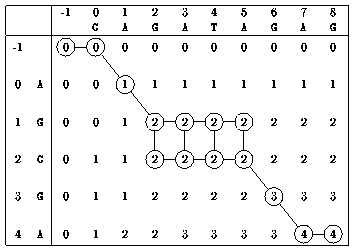 -1 0 1 2 3 4 5 6 7 8
C A G A T A G A G
-1 0 0 0 0 0 0 0 0 0 0
0 A 0 0 1 1 1 1 1 1 1 1
1 G 0 0 1 2 2 2 2 2 2 2
2 C 0 1 1 2 2 2 2 2 2 2
3 G 0 1 1 2 2 2 2 3 3 3
4 A 0 1 2 2 3 3 3 3 4 4